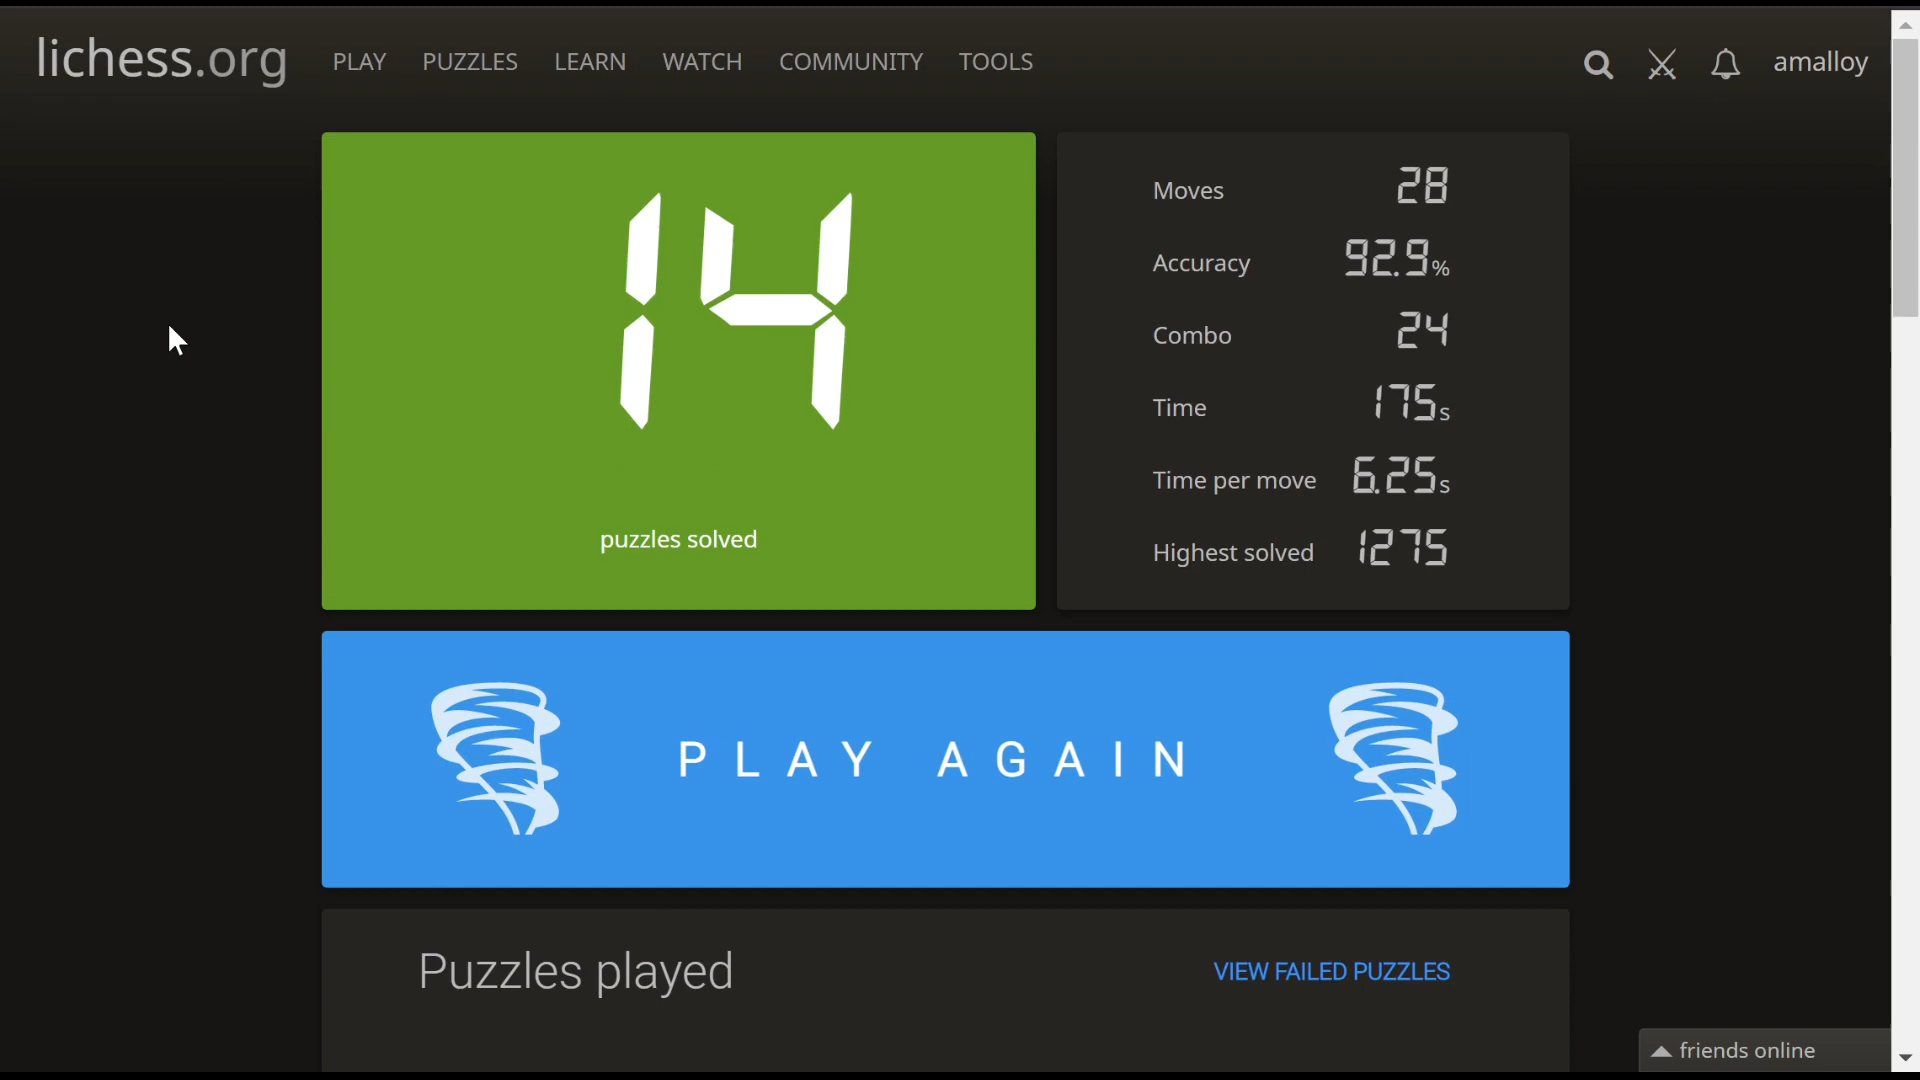 lichess.org PLAY PUZZLES LEARN WATCH COMMUNITY TOOLS amalloy
14
puzzles solved
Moves 28
Accuracy 92.9%
Combo 24
Time 175s
Time per move 6.25s
Highest solved 1275
PLAY AGAIN
Puzzles played VIEW FAILED PUZZLES
friends online